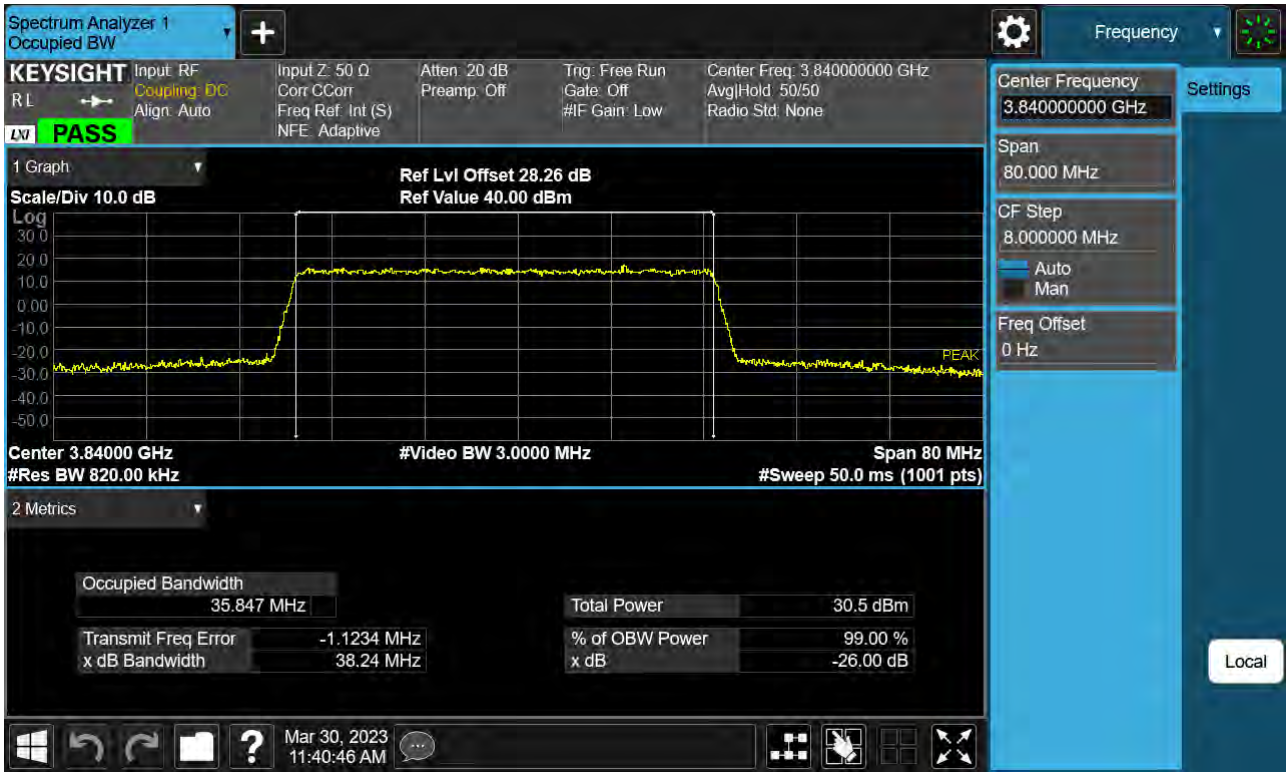 Spectrum Analyzer 1
Occupied BW
+
Frequency
KEYSIGHT
RL
LXI
PASS
Input: RF
Coupling: DC
Align: Auto
Input Z: 50 Ω
Corr CCorr
Freq Ref: Int (S)
NFE: Adaptive
Atten: 20 dB
Preamp: Off
Trig: Free Run
Gate: Off
#IF Gain: Low
Center Freq: 3.840000000 GHz
Avg|Hold: 50/50
Radio Std: None
Center Frequency
3.840000000 GHz
Settings
Span
80.000 MHz
CF Step
8.000000 MHz
Auto
Man
Freq Offset
0 Hz
Local
1 Graph
Scale/Div 10.0 dB
Ref Lvl Offset 28.26 dB
Ref Value 40.00 dBm
Log
30.0
20.0
10.0
0.00
-10.0
-20.0
-30.0
-40.0
-50.0
PEAK
Center 3.84000 GHz
#Video BW 3.0000 MHz
Span 80 MHz
#Res BW 820.00 kHz
#Sweep 50.0 ms (1001 pts)
2 Metrics
Occupied Bandwidth
35.847 MHz
Total Power 30.5 dBm
Transmit Freq Error -1.1234 MHz
% of OBW Power 99.00 %
x dB Bandwidth 38.24 MHz
x dB -26.00 dB
?
Mar 30, 2023
11:40:46 AM